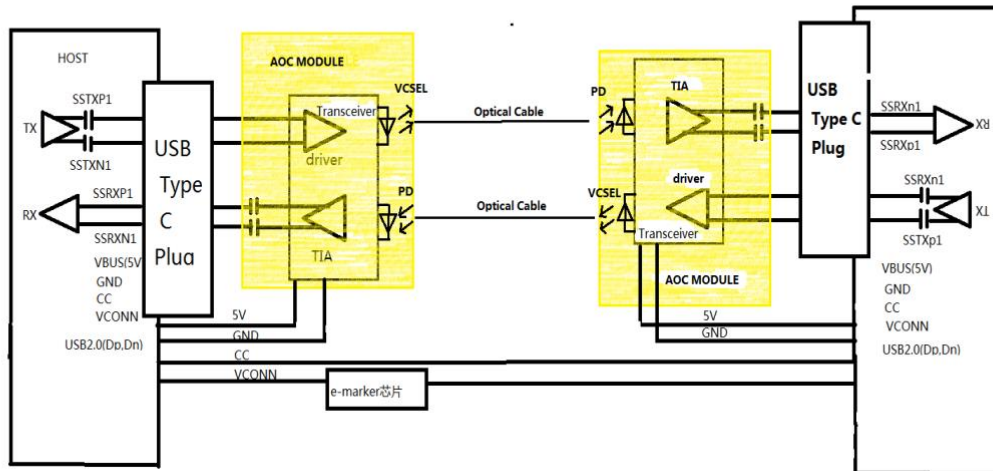 HOST
TX
SSTXP1
SSTXN1
RX
SSRXP1
SSRXN1
VBUS(5V)
GND
CC
VCONN
USB2.0(Dp,Dn)
USB
Type
C
Plug
AOC MODULE
Transceiver
driver
TIA
VCSEL
PD
Optical Cable
Optical Cable
5V
GND
CC
VCONN
e-marker芯片
PD
VCSEL
TIA
driver
Transceiver
AOC MODULE
5V
GND
USB
Type C
Plug
SSRXn1
SSRXp1
RX
SSRXn1
SSTXp1
TX
VBUS(5V)
GND
CC
VCONN
USB2.0(Dp,Dn)